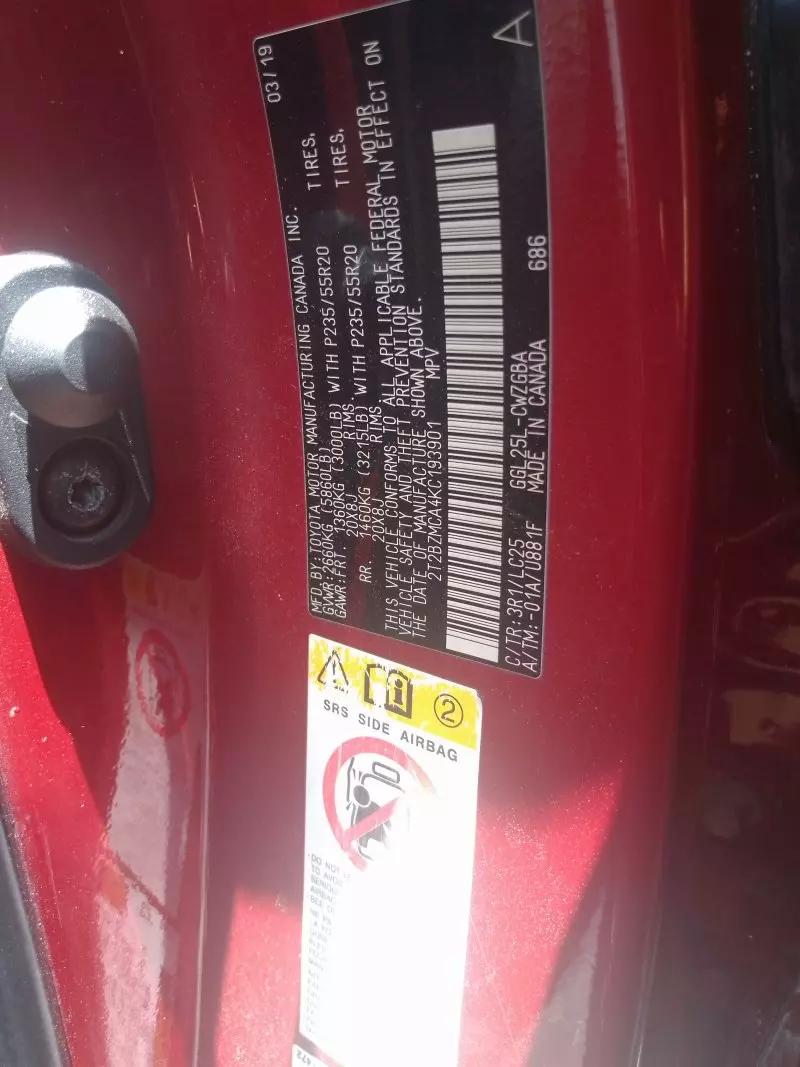 MFD. BY: TOYOTA MOTOR MANUFACTURING CANADA INC. 03/19
GVWR: 2660KG (5860LB)
GAWR: FRT. 1360KG (3000LB) WITH P235/55R20 TIRES,
20X8J RIMS,
RR. 1460KG (3215LB) WITH P235/55R20 TIRES,
20X8J RIMS,
THIS VEHICLE CONFORMS TO ALL APPLICABLE FEDERAL MOTOR
VEHICLE SAFETY AND THEFT PREVENTION STANDARDS IN EFFECT ON
THE DATE OF MANUFACTURE SHOWN ABOVE.
2T2BZMCA4KC193901 MPV
A
C/TR: 3R1/LC25 GGL25L-CWZGBA
A/TM: -01A/U881F MADE IN CANADA 686
2
SRS SIDE AIRBAG
472